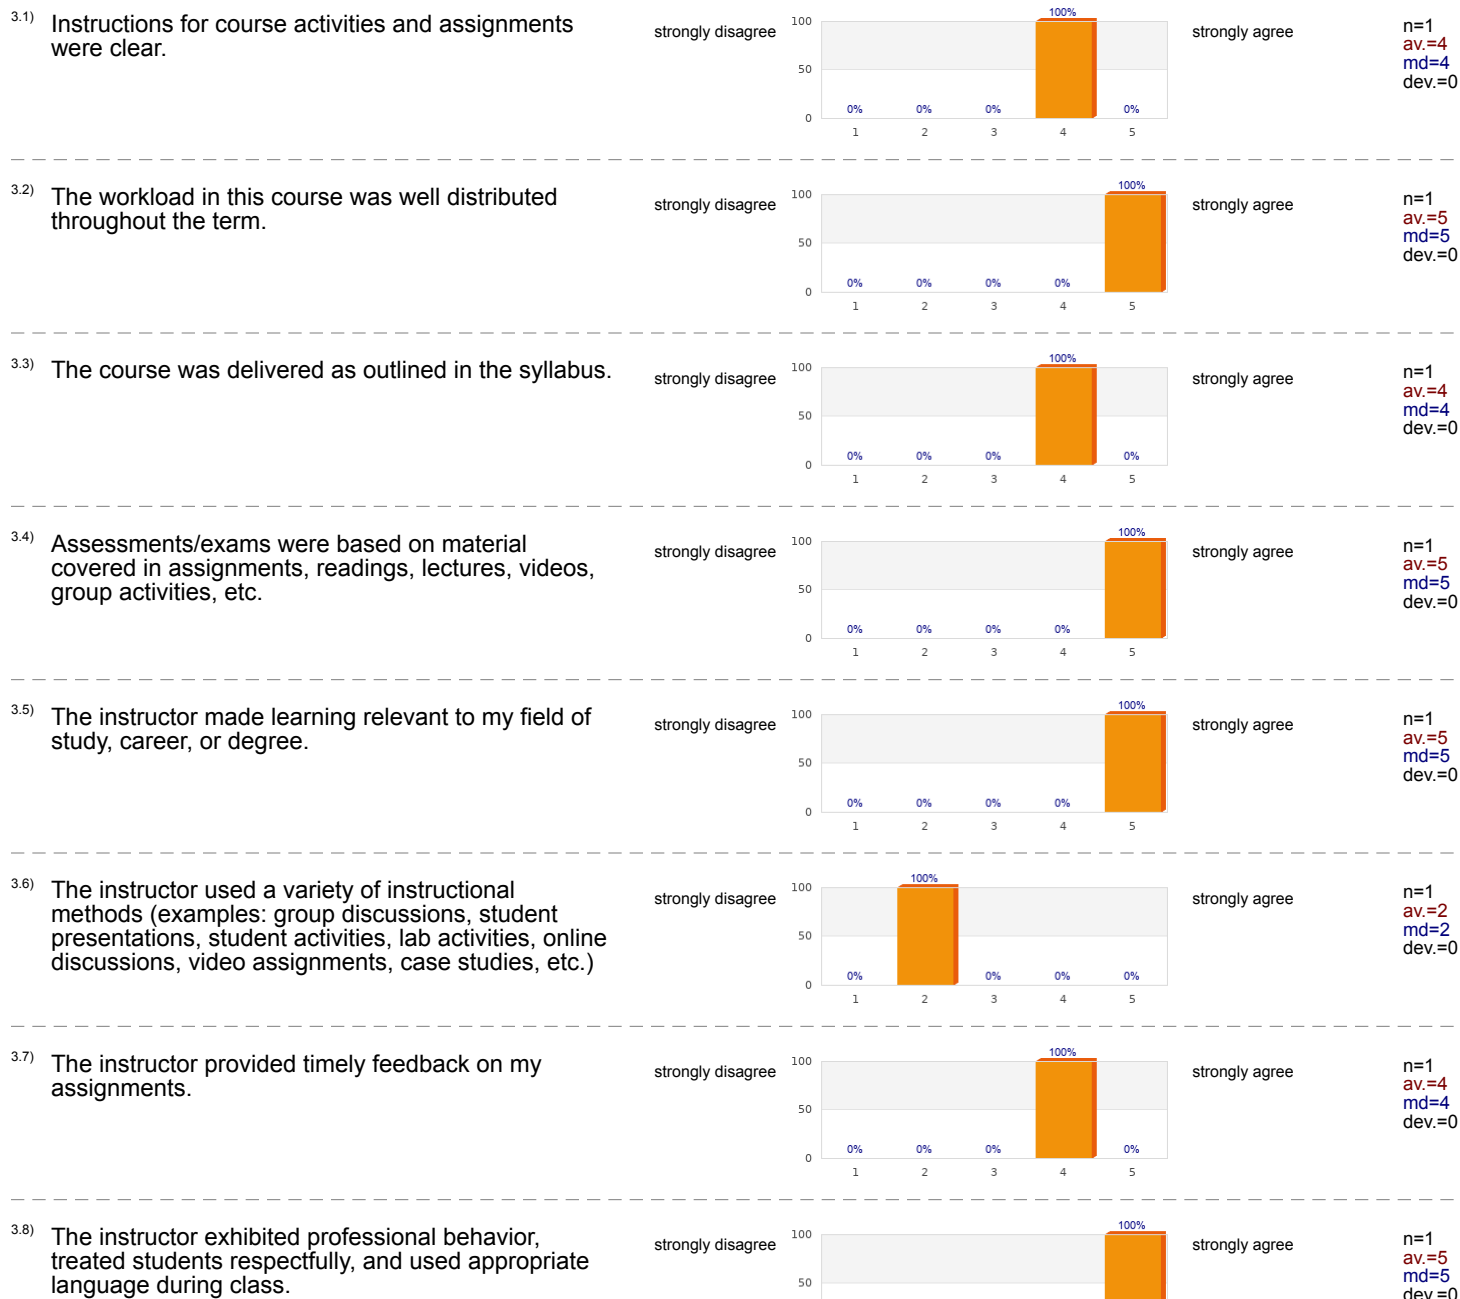 3.1) Instructions for course activities and assignments
were clear.
strongly disagree
100
50
0
0%
0%
0%
100%
0%
1
2
3
4
5
strongly agree
n=1
av.=4
md=4
dev.=0
3.2) The workload in this course was well distributed
throughout the term.
strongly disagree
100
50
0
0%
0%
0%
0%
100%
1
2
3
4
5
strongly agree
n=1
av.=5
md=5
dev.=0
3.3) The course was delivered as outlined in the syllabus.
strongly disagree
100
50
0
0%
0%
0%
100%
0%
1
2
3
4
5
strongly agree
n=1
av.=4
md=4
dev.=0
3.4) Assessments/exams were based on material
covered in assignments, readings, lectures, videos,
group activities, etc.
strongly disagree
100
50
0
0%
0%
0%
0%
100%
1
2
3
4
5
strongly agree
n=1
av.=5
md=5
dev.=0
3.5) The instructor made learning relevant to my field of
study, career, or degree.
strongly disagree
100
50
0
0%
0%
0%
0%
100%
1
2
3
4
5
strongly agree
n=1
av.=5
md=5
dev.=0
3.6) The instructor used a variety of instructional
methods (examples: group discussions, student
presentations, student activities, lab activities, online
discussions, video assignments, case studies, etc.)
strongly disagree
100
50
0
0%
100%
0%
0%
0%
1
2
3
4
5
strongly agree
n=1
av.=2
md=2
dev.=0
3.7) The instructor provided timely feedback on my
assignments.
strongly disagree
100
50
0
0%
0%
0%
100%
0%
1
2
3
4
5
strongly agree
n=1
av.=4
md=4
dev.=0
3.8) The instructor exhibited professional behavior,
treated students respectfully, and used appropriate
language during class.
strongly disagree
100
50
100%
strongly agree
n=1
av.=5
md=5
dev.=0